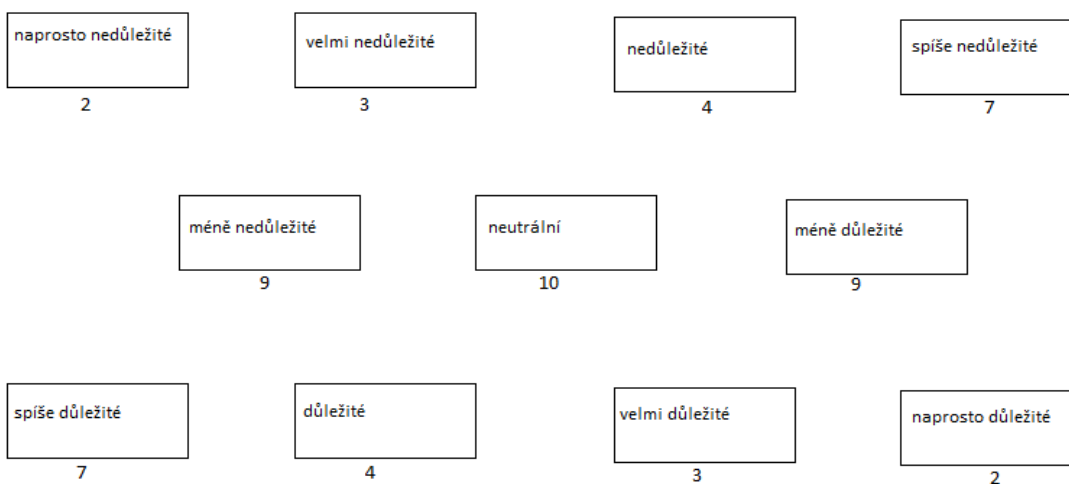 naprosto nedůležité
velmi nedůležité
nedůležité
spíše nedůležité
2
3
4
7
méně nedůležité
neutrální
méně důležité
9
10
9
spíše důležité
důležité
velmi důležité
naprosto důležité
7
4
3
2